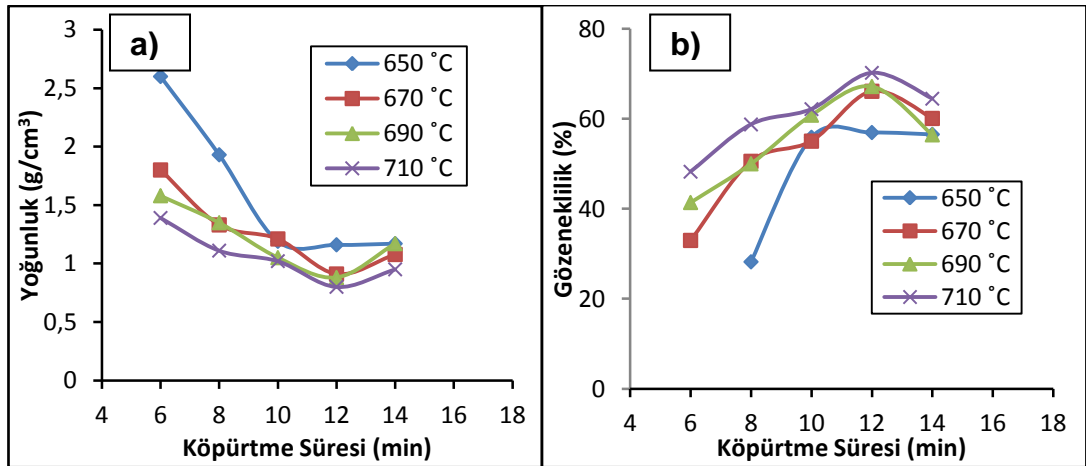 a)
Yoğunluk (g/cm³)
3
2,5
2
1,5
1
0,5
0
4 6 8 10 12 14 16 18
Köpürtme Süresi (min)
650 ˚C
670 ˚C
690 ˚C
710 ˚C
b)
Gözeneklilik (%)
80
60
40
20
0
4 6 8 10 12 14 16 18
Köpürtme Süresi (min)
650 ˚C
670 ˚C
690 ˚C
710 ˚C